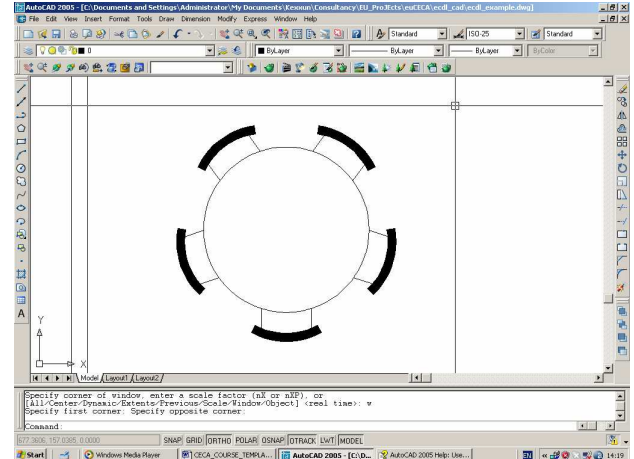 AutoCAD 2005 - [C:\Documents and Settings\Administrator\My Documents\Kexxun\Consultancy\EU_ProJEcts\euCECA\ecdl_cad\ecdl_example.dwg]
File Edit View Insert Format Tools Draw Dimension Modify Express Window Help
Standard ISO-25 Standard
0 ByLayer ByLayer ByLayer ByColor
Y
X
Model Layout1 Layout2
Specify corner of window, enter a scale factor (nX or nXP), or
[All/Center/Dynamic/Extents/Previous/Scale/Window/Object] <real time>: w
Specify first corner: Specify opposite corner:
Command:
677.3606, 157.0385, 0.0000 SNAP GRID ORTHO POLAR OSNAP OTRACK LWT MODEL
Start Windows Media Player CECA_COURSE_TEMPLA... AutoCAD 2005 - [C:\D... AutoCAD 2005 Help: Use... EN 14:19